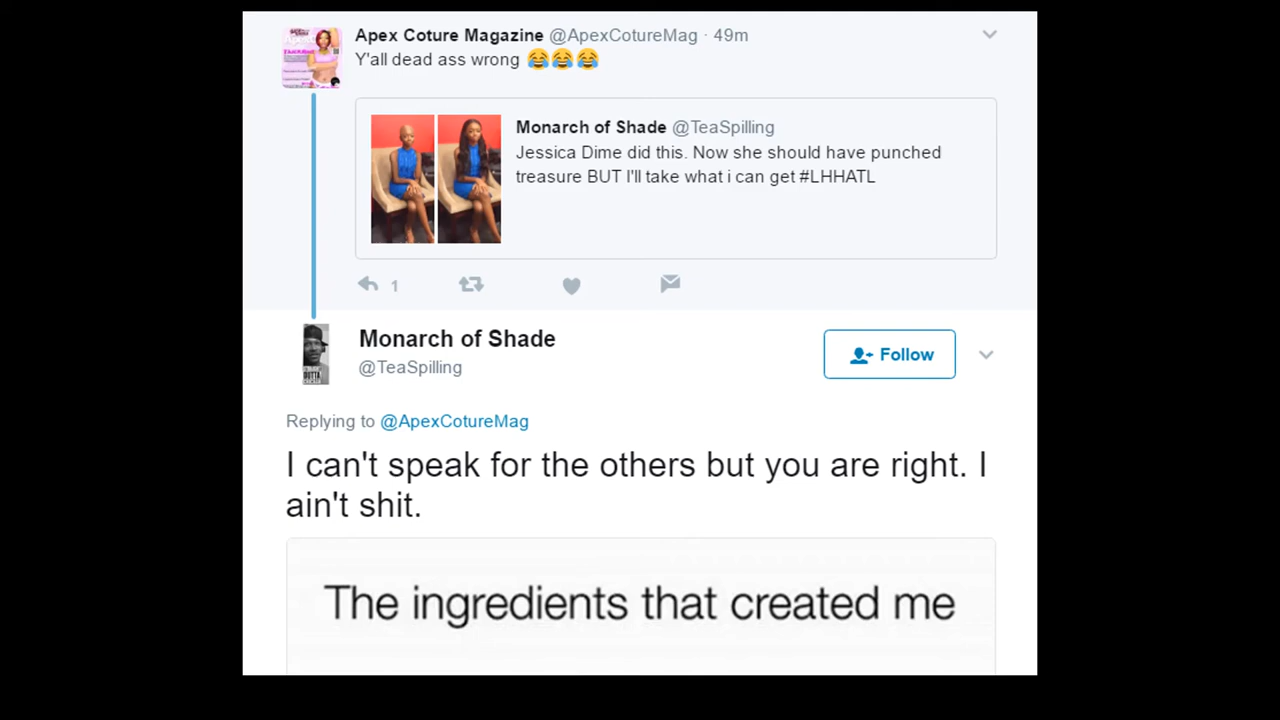 Apex Coture Magazine @ApexCotureMag · 49m
Y'all dead ass wrong 😂😂😂
Monarch of Shade @TeaSpilling
Jessica Dime did this. Now she should have punched
treasure BUT I'll take what i can get #LHHATL
1
Monarch of Shade
@TeaSpilling
Follow
Replying to @ApexCotureMag
I can't speak for the others but you are right. I
ain't shit.
The ingredients that created me